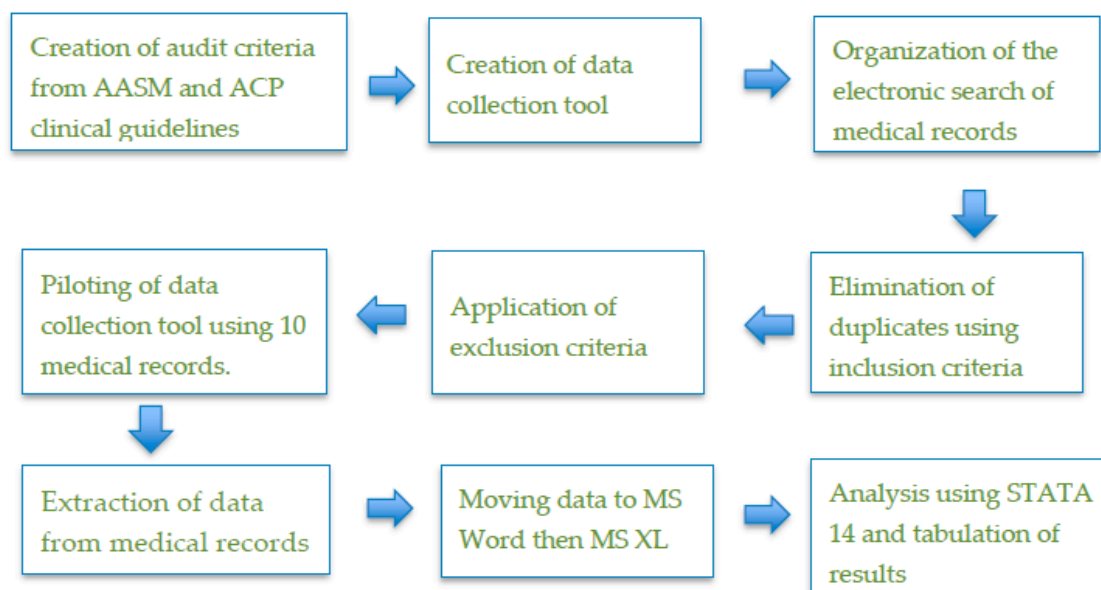 Creation of audit criteria
from AASM and ACP
clinical guidelines
Creation of data
collection tool
Organization of the
electronic search of
medical records
Elimination of
duplicates using
inclusion criteria
Application of
exclusion criteria
Piloting of data
collection tool using 10
medical records.
Extraction of data
from medical records
Moving data to MS
Word then MS XL
Analysis using STATA
14 and tabulation of
results